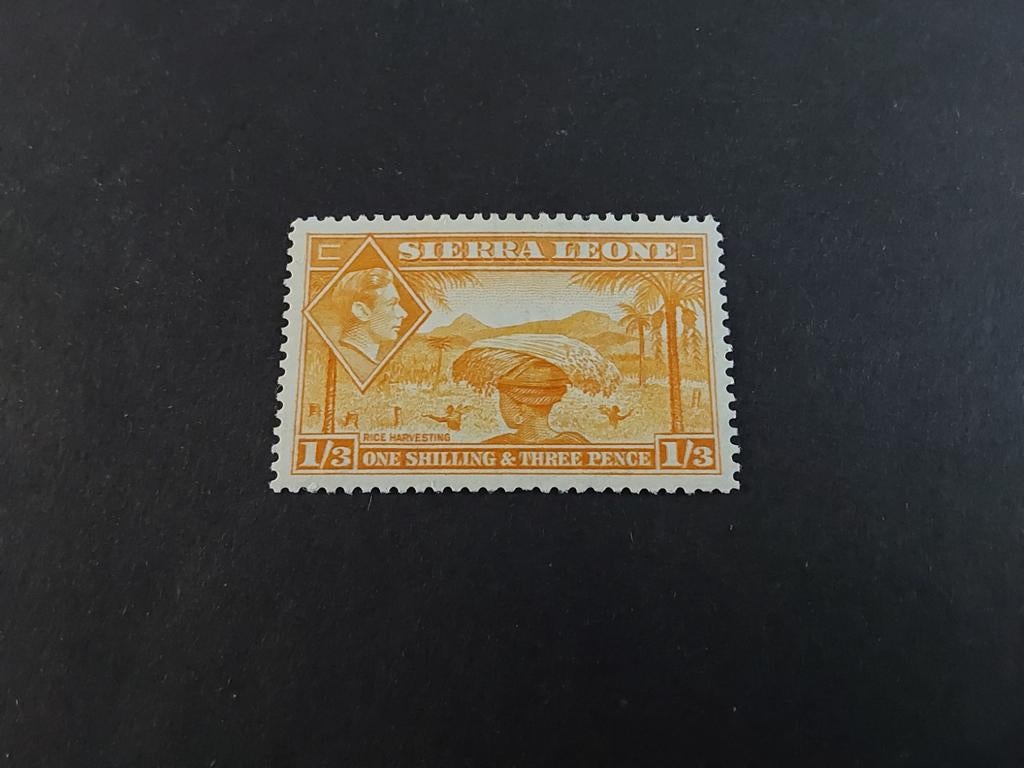 SIERRA LEONE
RICE HARVESTING
1/3 ONE SHILLING & THREE PENCE 1/3